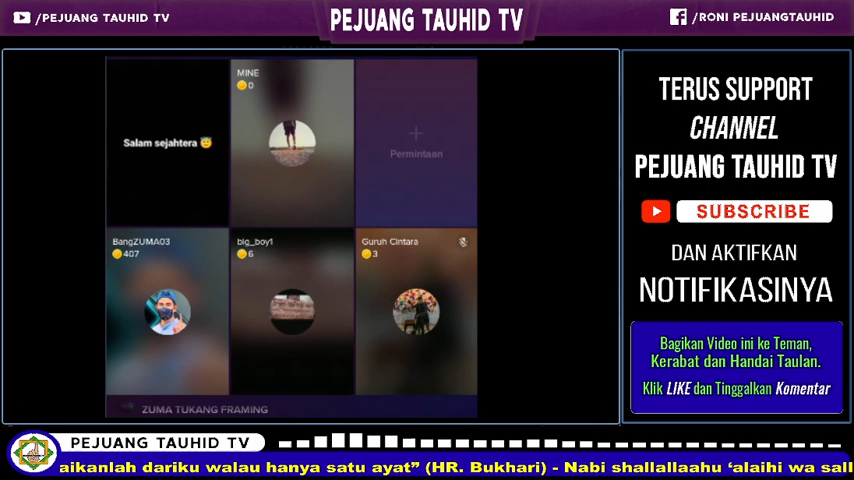 /PEJUANG TAUHID TV
PEJUANG TAUHID TV
/RONI PEJUANGTAUHID
MINE
0
Salam sejahtera 😇
+
Permintaan
BangZUMA03
407
big_boy1
6
Guruh Cintara
3
ZUMA TUKANG FRAMING
TERUS SUPPORT
CHANNEL
PEJUANG TAUHID TV
SUBSCRIBE
DAN AKTIFKAN
NOTIFIKASINYA
Bagikan Video ini ke Teman,
Kerabat dan Handai Taulan.
Klik LIKE dan Tinggalkan Komentar
PEJUANG TAUHID TV
aikanlah dariku walau hanya satu ayat” (HR. Bukhari) - Nabi shallallaahu ‘alaihi wa sall